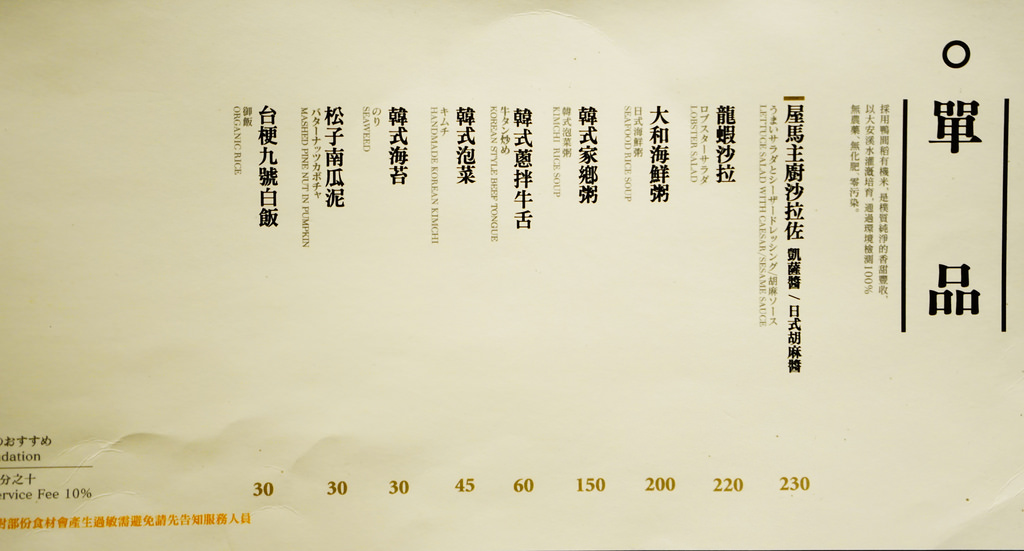 單品
採用鴨間稻有機米，是樸質純淨的香甜豐收，
以大安溪水灌溉培育，通過環境檢測100%
無農藥、無化肥、零污染。
屋馬主廚沙拉佐 凱薩醬/日式胡麻醬
うまいサラダとシーザードレッシング/胡麻ソース
LETTUCE SALAD WITH CAESAR/SESAME SAUCE
230
龍蝦沙拉
ロブスターサラダ
LOBSTER SALAD
220
大和海鮮粥
日式海鮮粥
SEAFOOD RICE SOUP
200
韓式家鄉粥
韓式泡菜粥
KIMCHI RICE SOUP
150
韓式蔥拌牛舌
牛タン炒め
KOREAN STYLE BEEF TONGUE
60
韓式泡菜
キムチ
HANDMADE KOREAN KIMCHI
45
韓式海苔
のり
SEAWEED
30
松子南瓜泥
バターナッツカボチャ
MASHED PINE NUT IN PUMPKIN
30
台梗九號白飯
御飯
ORGANIC RICE
30
のおすすめ
dation
分之十
ervice Fee 10%
對部份食材會產生過敏需避免請先告知服務人員